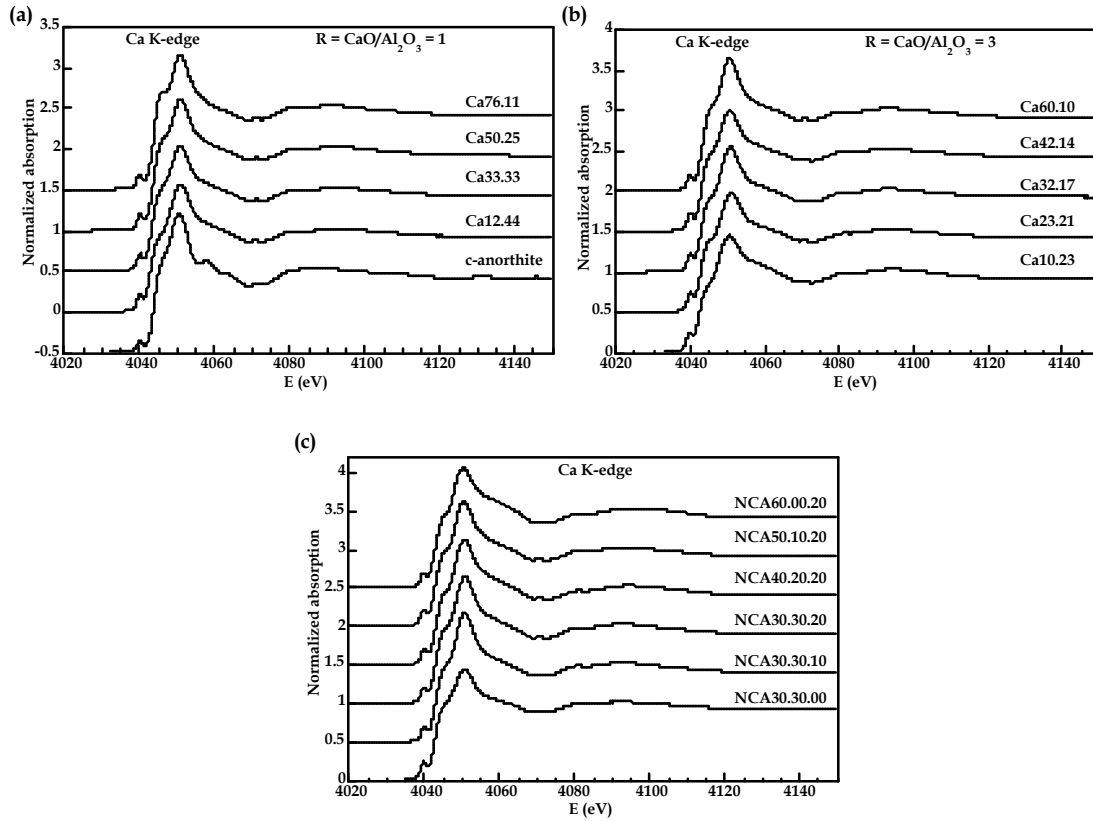 (a)
Ca K-edge
R = CaO/Al2O3 = 1
Normalized absorption
3.5
3
2.5
2
1.5
1
0.5
0
-0.5
Ca76.11
Ca50.25
Ca33.33
Ca12.44
c-anorthite
4020 4040 4060 4080 4100 4120 4140
E (eV)
(b)
Ca K-edge
R = CaO/Al2O3 = 3
Normalized absorption
4
3.5
3
2.5
2
1.5
1
0.5
0
Ca60.10
Ca42.14
Ca32.17
Ca23.21
Ca10.23
4020 4040 4060 4080 4100 4120 4140
E (eV)
(c)
Ca K-edge
Normalized absorption
4
3.5
3
2.5
2
1.5
1
0.5
0
NCA60.00.20
NCA50.10.20
NCA40.20.20
NCA30.30.20
NCA30.30.10
NCA30.30.00
4020 4040 4060 4080 4100 4120 4140
E (eV)